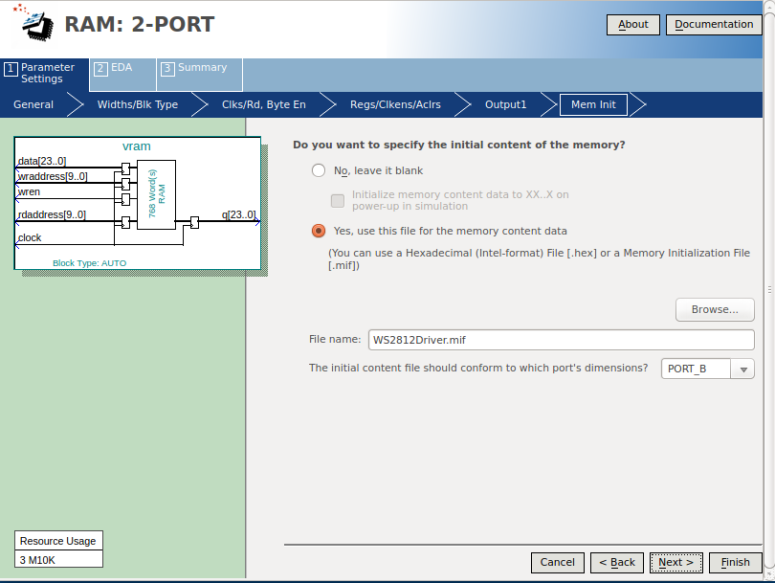 RAM: 2-PORT
About
Documentation
1 Parameter
Settings
2 EDA
3 Summary
General
Widths/Blk Type
Clks/Rd, Byte En
Regs/Clkens/Aclrs
Output1
Mem Init
vram
data[23..0]
wraddress[9..0]
wren
rdaddress[9..0]
clock
768 Word(s)
RAM
q[23..0]
Block Type: AUTO
Do you want to specify the initial content of the memory?
No, leave it blank
Initialize memory content data to XX..X on
power-up in simulation
Yes, use this file for the memory content data
(You can use a Hexadecimal (Intel-format) File [.hex] or a Memory Initialization File
[.mif])
Browse...
File name: WS2812Driver.mif
The initial content file should conform to which port's dimensions? PORT_B
Resource Usage
3 M10K
Cancel
< Back
Next >
Finish